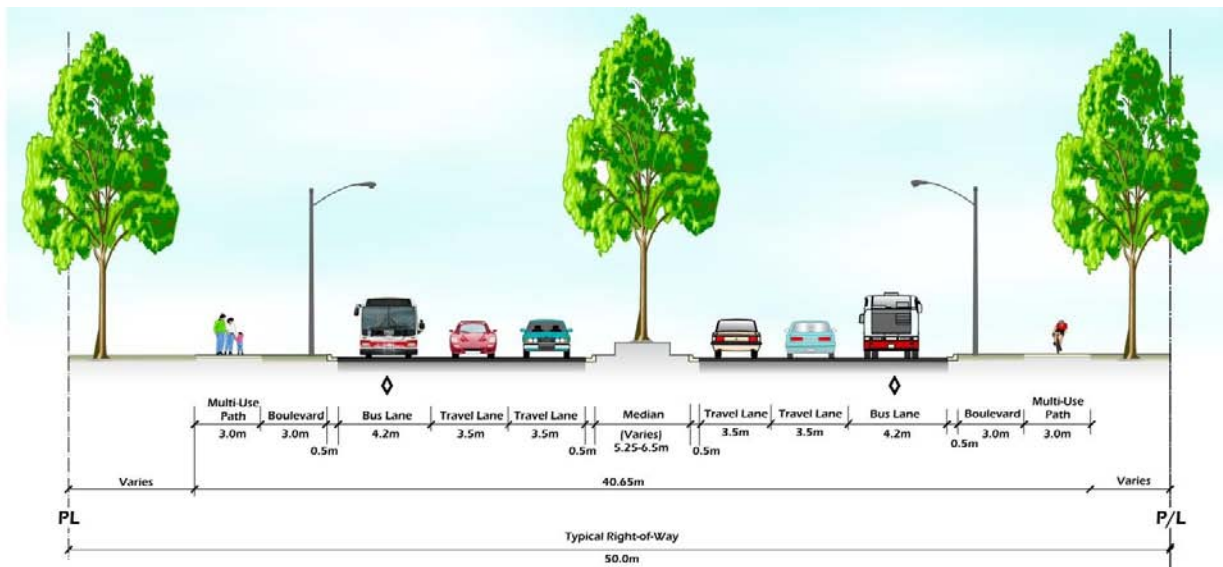 Multi-Use Path Boulevard Bus Lane Travel Lane Travel Lane Median Travel Lane Travel Lane Bus Lane Boulevard Multi-Use Path
3.0m 3.0m 4.2m 3.5m 3.5m (Varies) 5.25-6.5m 3.5m 3.5m 4.2m 3.0m 3.0m
0.5m 0.5m 0.5m 0.5m
Varies 40.65m Varies
PL P/L
Typical Right-of-Way
50.0m